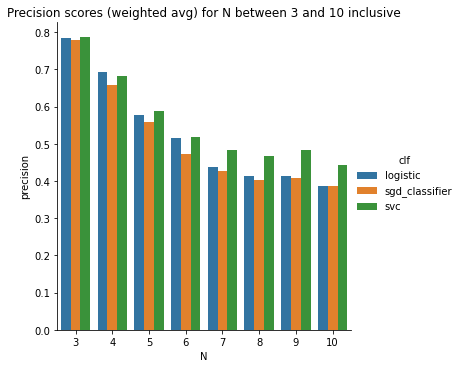 Precision scores (weighted avg) for N between 3 and 10 inclusive
0.8
0.7
0.6
0.5
0.4
0.3
0.2
0.1
0.0
precision
3 4 5 6 7 8 9 10
N
clf
logistic
sgd_classifier
svc